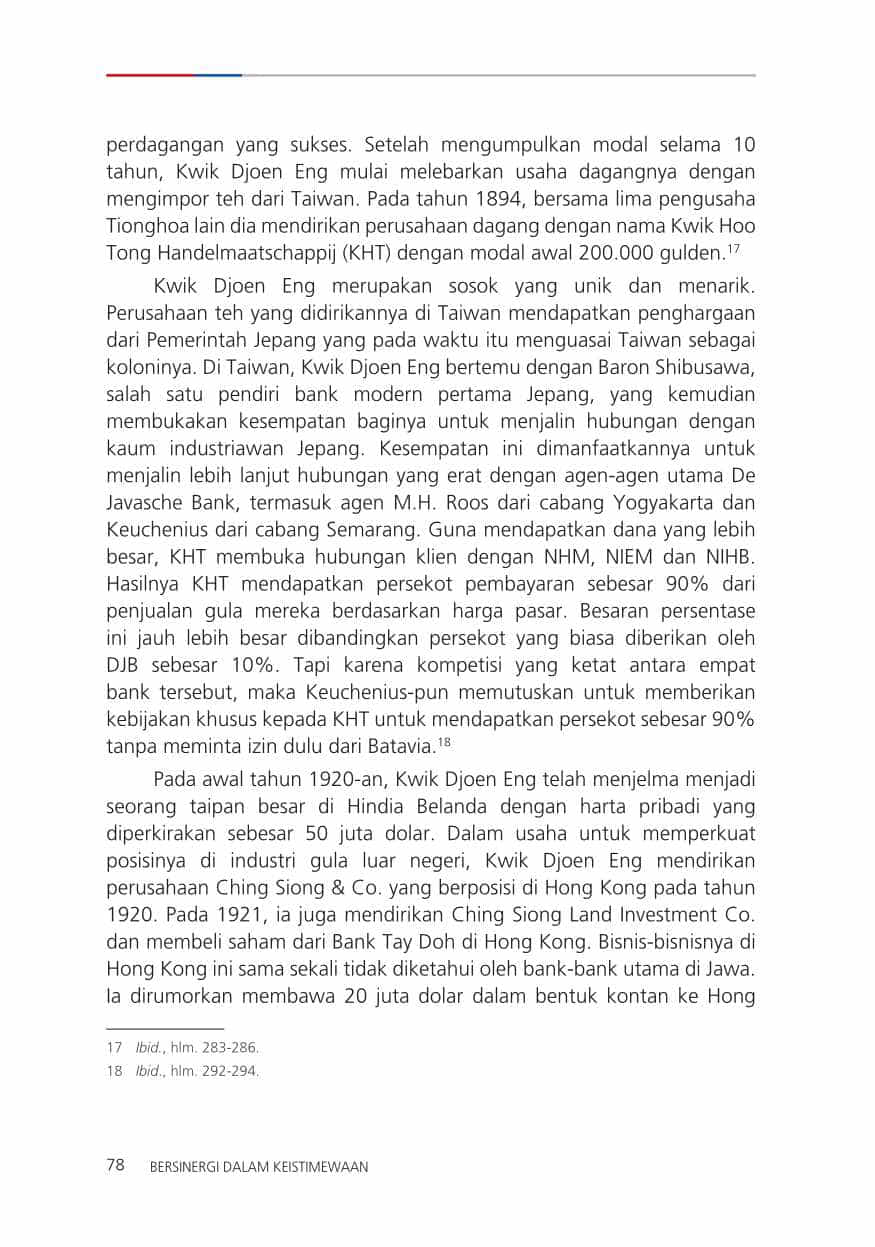 perdagangan yang sukses. Setelah mengumpulkan modal selama 10
tahun, Kwik Djoen Eng mulai melebarkan usaha dagangnya dengan
mengimpor teh dari Taiwan. Pada tahun 1894, bersama lima pengusaha
Tionghoa lain dia mendirikan perusahaan dagang dengan nama Kwik Hoo
Tong Handelmaatschappij (KHT) dengan modal awal 200.000 gulden.17
Kwik Djoen Eng merupakan sosok yang unik dan menarik.
Perusahaan teh yang didirikannya di Taiwan mendapatkan penghargaan
dari Pemerintah Jepang yang pada waktu itu menguasai Taiwan sebagai
koloninya. Di Taiwan, Kwik Djoen Eng bertemu dengan Baron Shibusawa,
salah satu pendiri bank modern pertama Jepang, yang kemudian
membukakan kesempatan baginya untuk menjalin hubungan dengan
kaum industriawan Jepang. Kesempatan ini dimanfaatkannya untuk
menjalin lebih lanjut hubungan yang erat dengan agen-agen utama De
Javasche Bank, termasuk agen M.H. Roos dari cabang Yogyakarta dan
Keuchenius dari cabang Semarang. Guna mendapatkan dana yang lebih
besar, KHT membuka hubungan klien dengan NHM, NIEM dan NIHB.
Hasilnya KHT mendapatkan persekot pembayaran sebesar 90% dari
penjualan gula mereka berdasarkan harga pasar. Besaran persentase
ini jauh lebih besar dibandingkan persekot yang biasa diberikan oleh
DJB sebesar 10%. Tapi karena kompetisi yang ketat antara empat
bank tersebut, maka Keuchenius-pun memutuskan untuk memberikan
kebijakan khusus kepada KHT untuk mendapatkan persekot sebesar 90%
tanpa meminta izin dulu dari Batavia.18
Pada awal tahun 1920-an, Kwik Djoen Eng telah menjelma menjadi
seorang taipan besar di Hindia Belanda dengan harta pribadi yang
diperkirakan sebesar 50 juta dolar. Dalam usaha untuk memperkuat
posisinya di industri gula luar negeri, Kwik Djoen Eng mendirikan
perusahaan Ching Siong & Co. yang berposisi di Hong Kong pada tahun
1920. Pada 1921, ia juga mendirikan Ching Siong Land Investment Co.
dan membeli saham dari Bank Tay Doh di Hong Kong. Bisnis-bisnisnya di
Hong Kong ini sama sekali tidak diketahui oleh bank-bank utama di Jawa.
Ia dirumorkan membawa 20 juta dolar dalam bentuk kontan ke Hong
17 Ibid., hlm. 283-286.
18 Ibid., hlm. 292-294.
78 BERSINERGI DALAM KEISTIMEWAAN